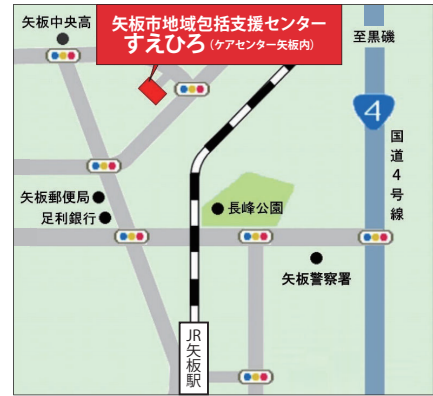 矢板市地域包括支援センター
すえひろ（ケアセンター矢板内）
矢板中央高
至黒磯
4
国道4号線
矢板郵便局
足利銀行
長峰公園
矢板警察署
JR矢板駅